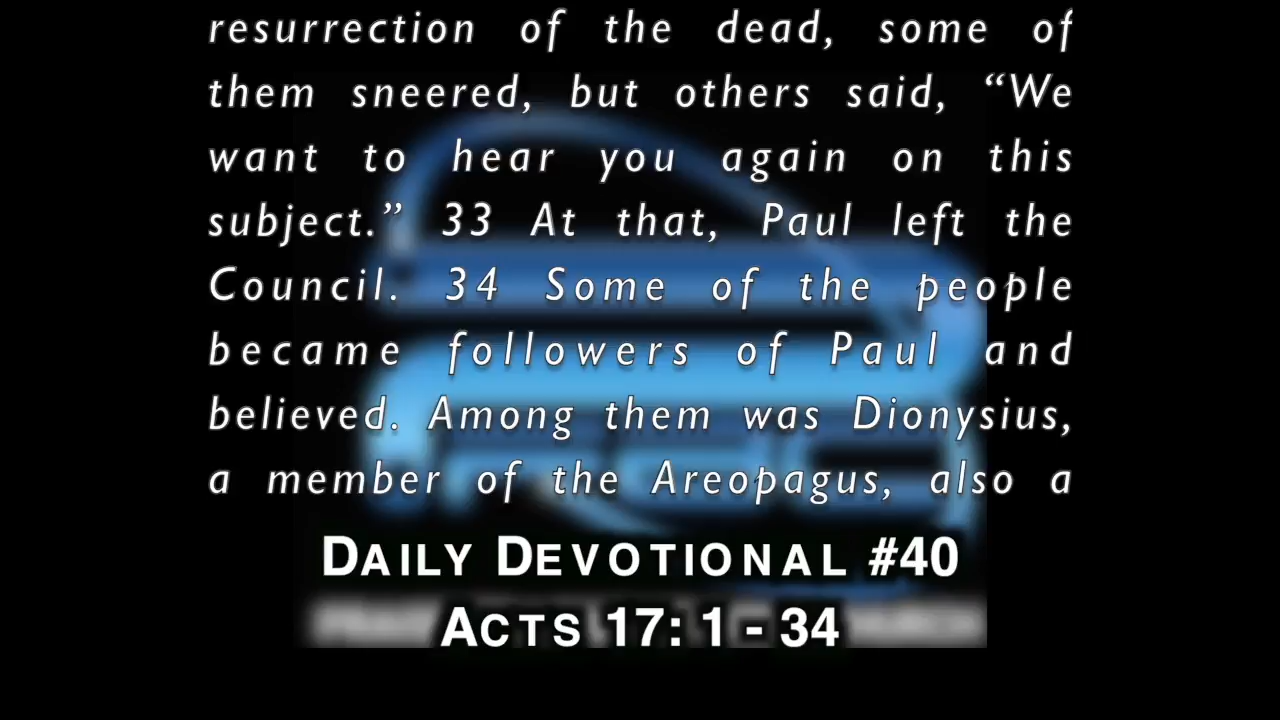 resurrection of the dead, some of
them sneered, but others said, “We
want to hear you again on this
subject.” 33 At that, Paul left the
Council. 34 Some of the people
became followers of Paul and
believed. Among them was Dionysius,
a member of the Areopagus, also a
DAILY DEVOTIONAL #40
ACTS 17: 1 - 34